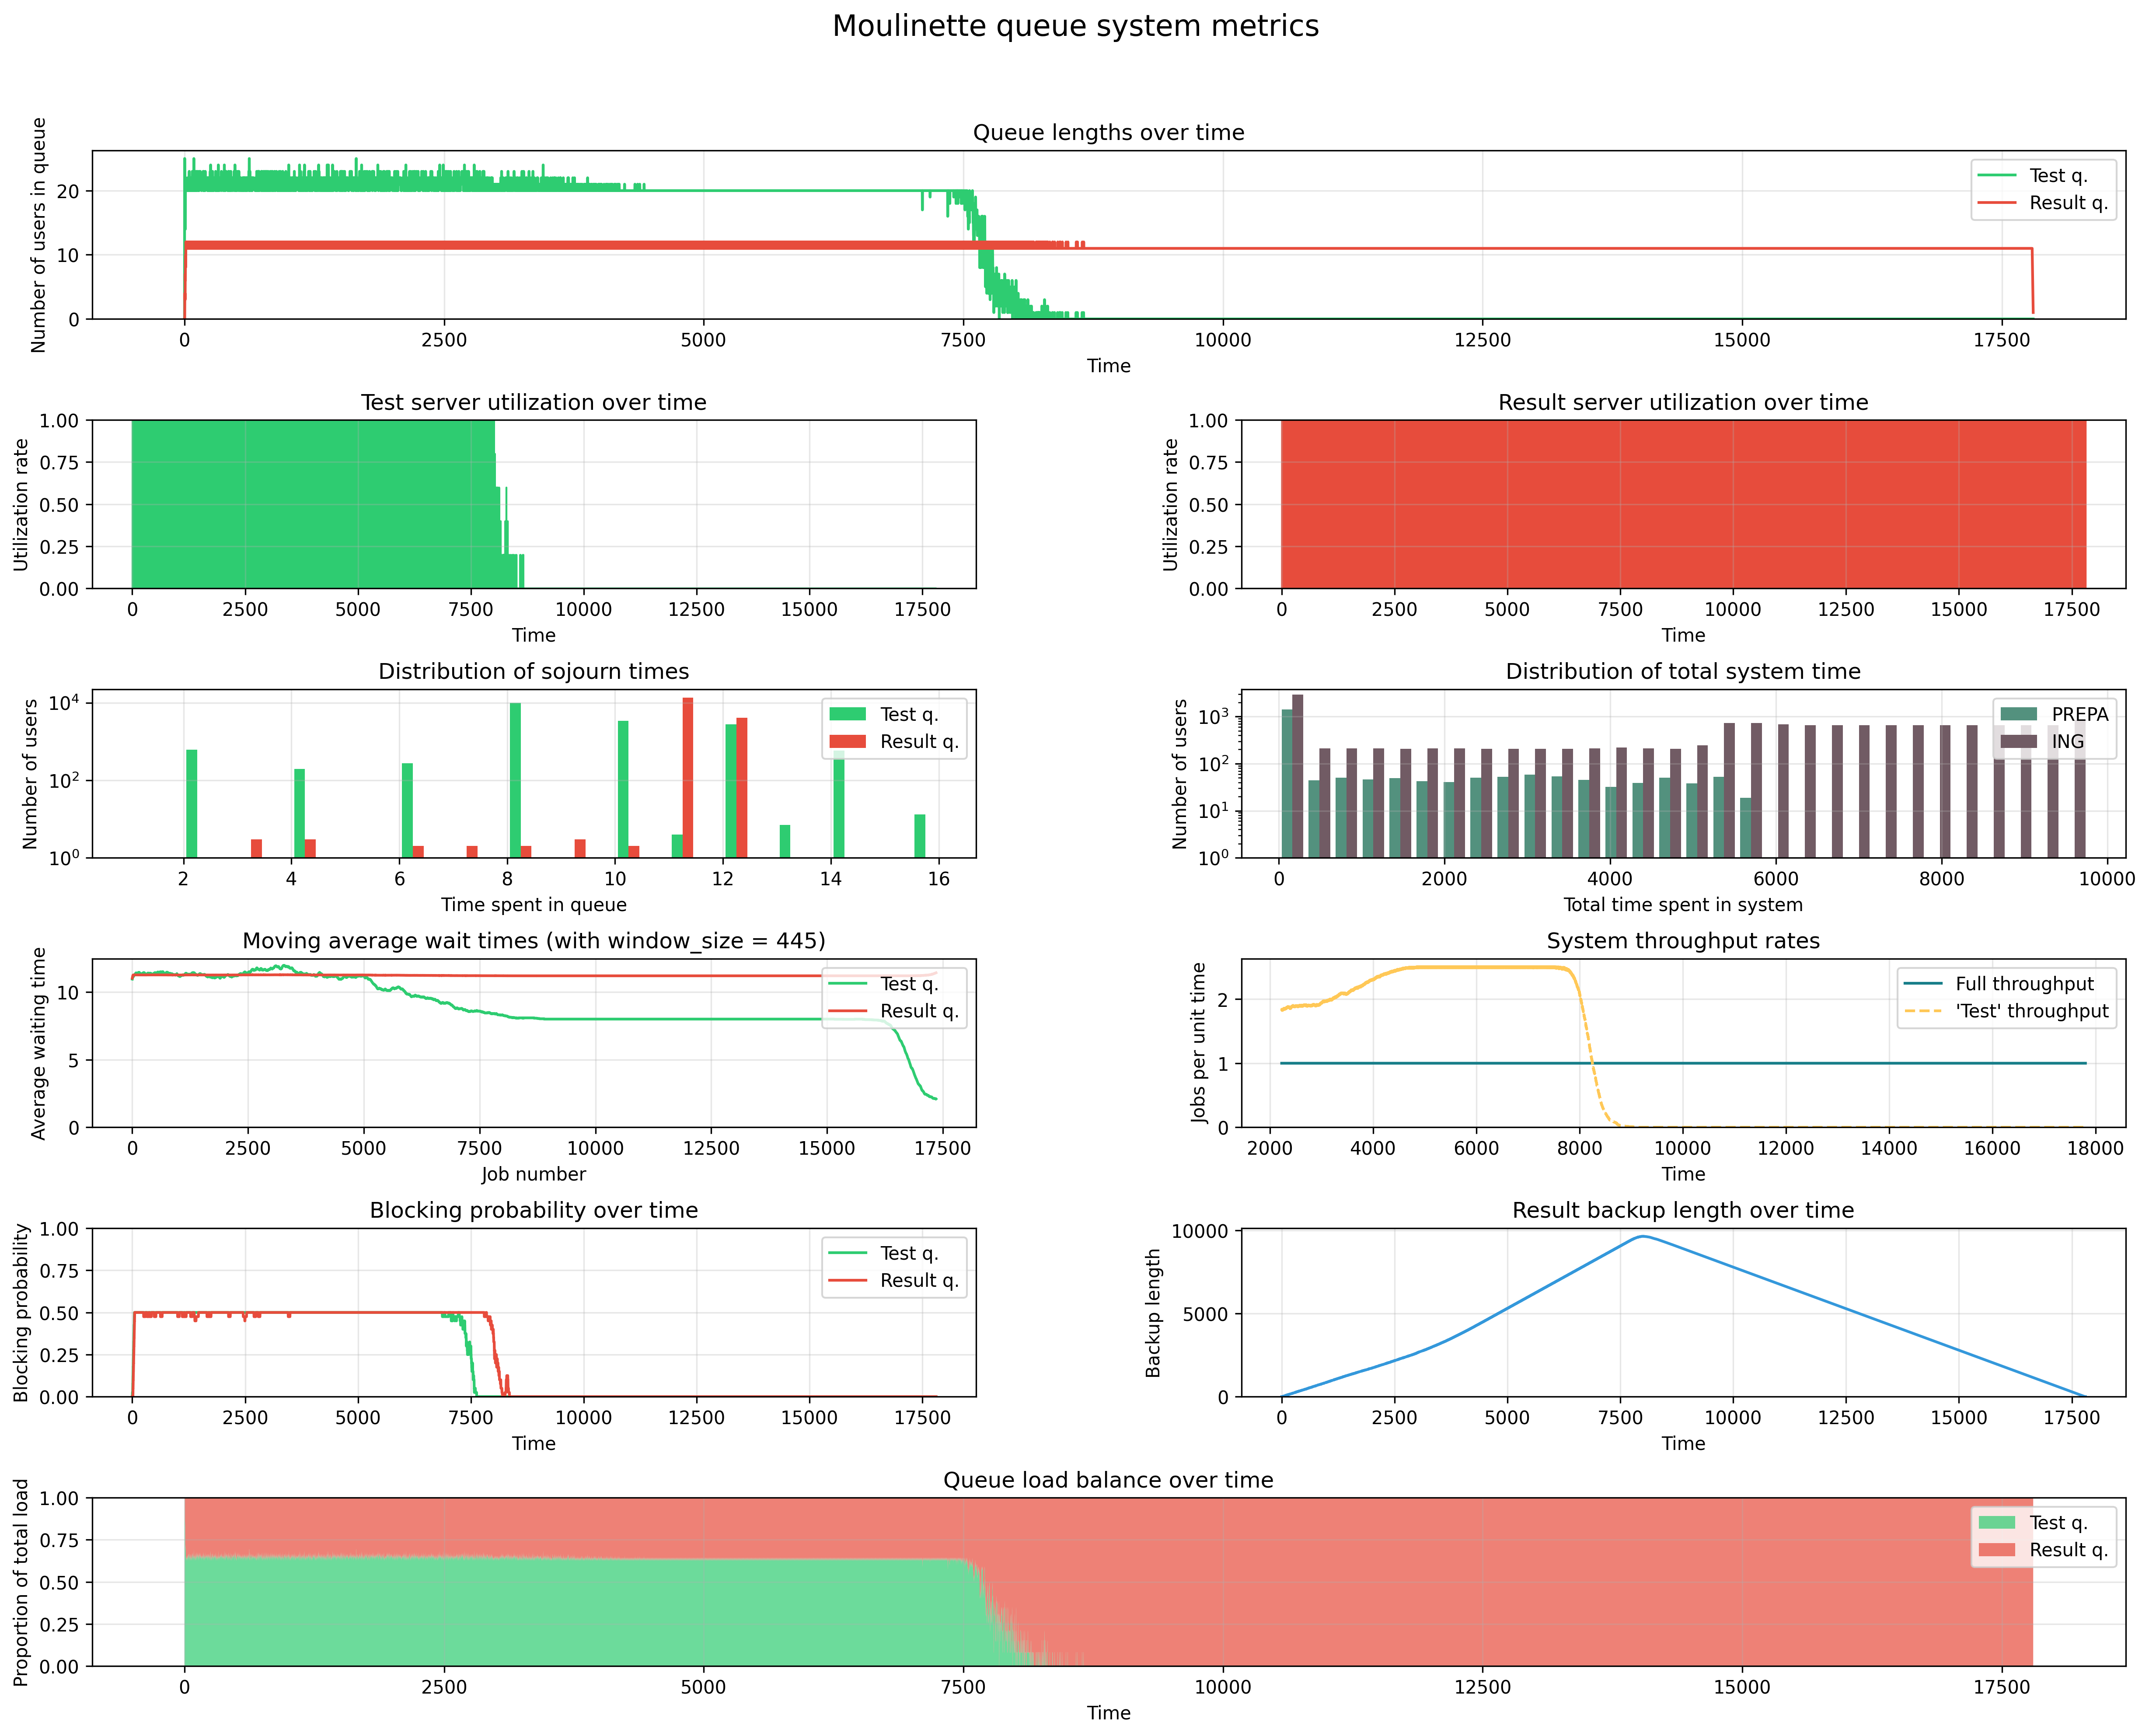 Moulinette queue system metrics
Queue lengths over time
Number of users in queue
20
10
0
Test q.
Result q.
0 2500 5000 7500 10000 12500 15000 17500
Time
Test server utilization over time
Utilization rate
1.00
0.75
0.50
0.25
0.00
0 2500 5000 7500 10000 12500 15000 17500
Time
Result server utilization over time
Utilization rate
1.00
0.75
0.50
0.25
0.00
0 2500 5000 7500 10000 12500 15000 17500
Time
Distribution of sojourn times
Number of users
10⁴
10²
10⁰
Test q.
Result q.
2 4 6 8 10 12 14 16
Time spent in queue
Distribution of total system time
Number of users
10³
10²
10¹
10⁰
PREPA
ING
0 2000 4000 6000 8000 10000
Total time spent in system
Moving average wait times (with window_size = 445)
Average waiting time
10
5
0
Test q.
Result q.
0 2500 5000 7500 10000 12500 15000 17500
Job number
System throughput rates
Jobs per unit time
2
1
0
Full throughput
'Test' throughput
2000 4000 6000 8000 10000 12000 14000 16000 18000
Time
Blocking probability over time
Blocking probability
1.00
0.75
0.50
0.25
0.00
Test q.
Result q.
0 2500 5000 7500 10000 12500 15000 17500
Time
Result backup length over time
Backup length
10000
5000
0
0 2500 5000 7500 10000 12500 15000 17500
Time
Queue load balance over time
Proportion of total load
1.00
0.75
0.50
0.25
0.00
Test q.
Result q.
0 2500 5000 7500 10000 12500 15000 17500
Time